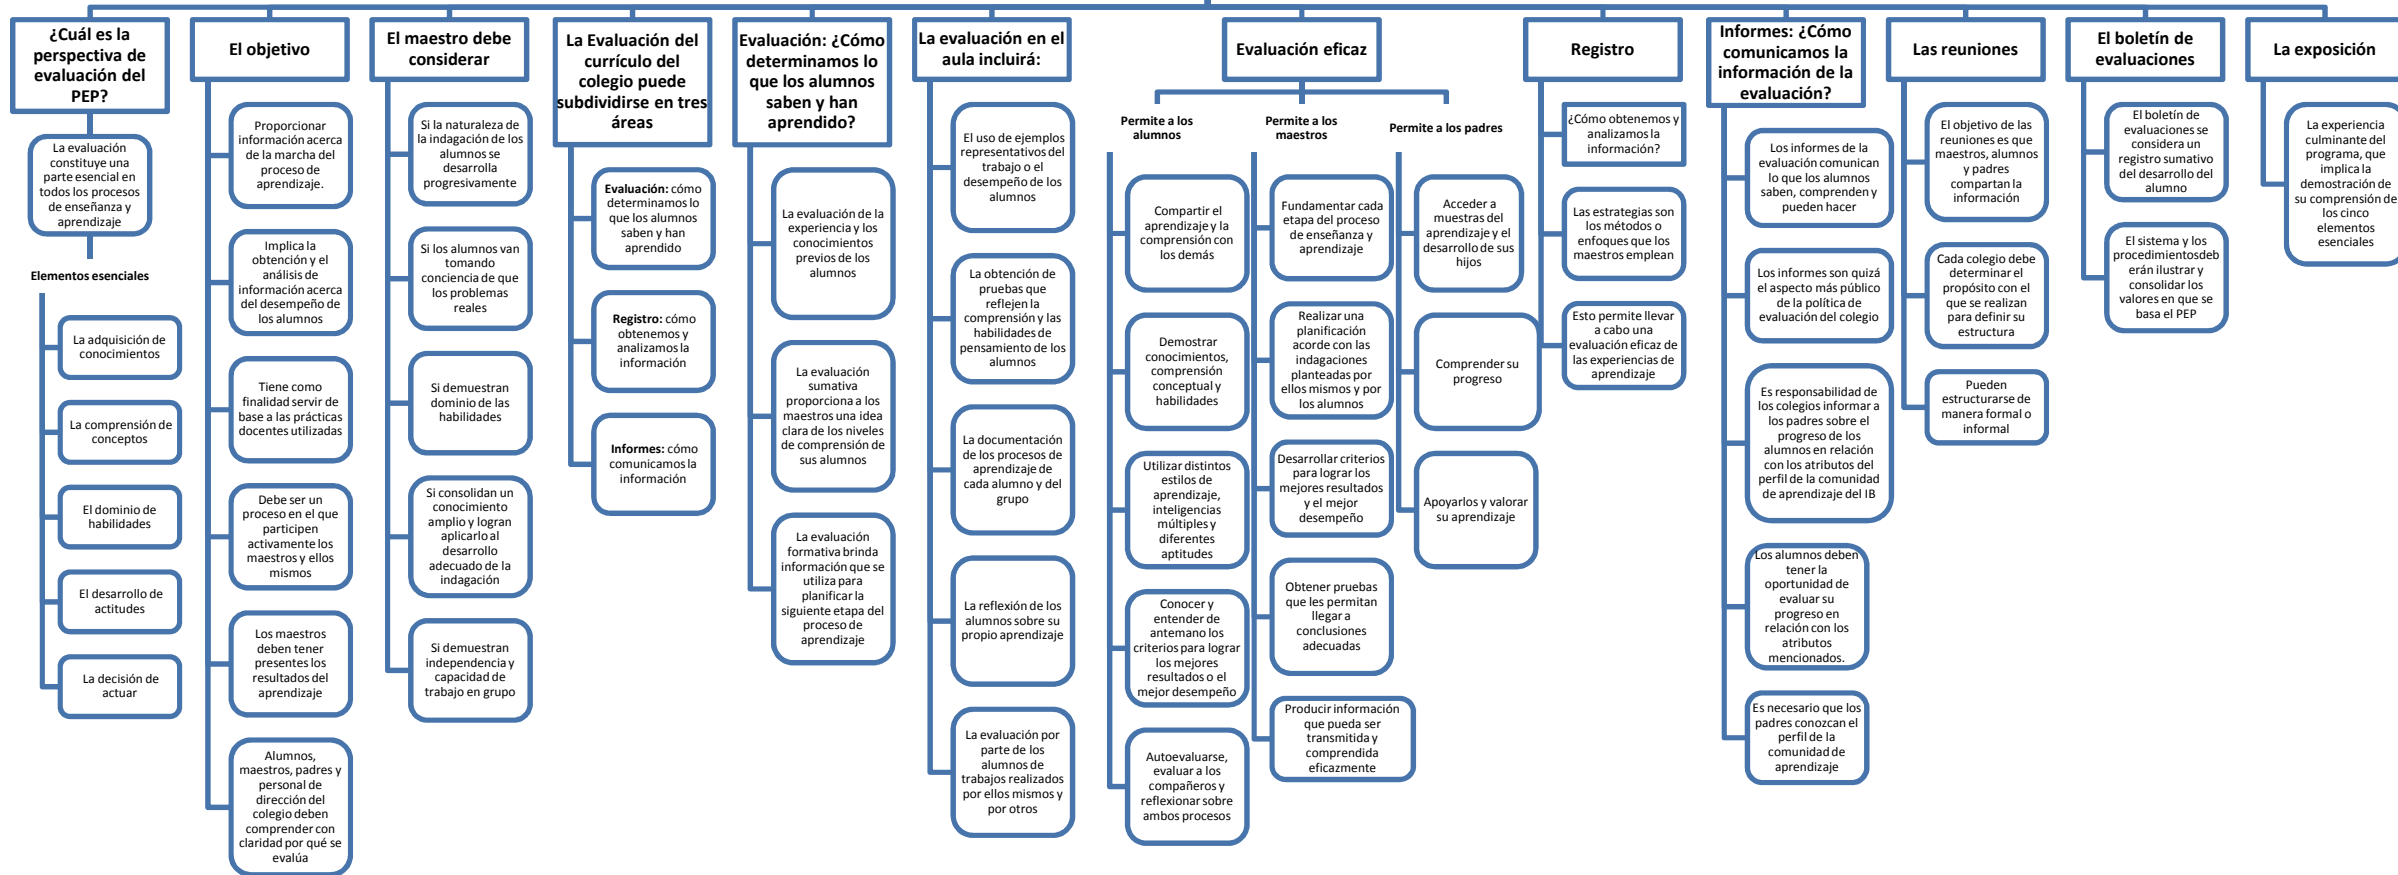 ¿Cuál es la
perspectiva de
evaluación del
PEP?
La evaluación
constituye una
parte esencial en
todos los procesos
de enseñanza y
aprendizaje
Elementos esenciales
La adquisición de
conocimientos
La comprensión de
conceptos
El dominio de
habilidades
El desarrollo de
actitudes
La decisión de
actuar
El objetivo
Proporcionar
información acerca
de la marcha del
proceso de
aprendizaje.
Implica la
obtención y el
análisis de
información acerca
del desempeño de
los alumnos
Tiene como
finalidad servir de
base a las prácticas
docentes utilizadas
Debe ser un
proceso en el que
participen
activamente los
maestros y ellos
mismos
Los maestros
deben tener
presentes los
resultados del
aprendizaje
Alumnos,
maestros, padres y
personal de
dirección del
colegio deben
comprender con
claridad por qué se
evalúa
El maestro debe
considerar
Si la naturaleza de
la indagación de los
alumnos se
desarrolla
progresivamente
Si los alumnos van
tomando
conciencia de que
los problemas
reales
Si demuestran
dominio de las
habilidades
Si consolidan un
conocimiento
amplio y logran
aplicarlo al
desarrollo
adecuado de la
indagación
Si demuestran
independencia y
capacidad de
trabajo en grupo
La Evaluación del
currículo del
colegio puede
subdividirse en tres
áreas
Evaluación: cómo
determinamos lo
que los alumnos
saben y han
aprendido
Registro: cómo
obtenemos y
analizamos la
información
Informes: cómo
comunicamos la
información
Evaluación: ¿Cómo
determinamos lo
que los alumnos
saben y han
aprendido?
La evaluación de la
experiencia y los
conocimientos
previos de los
alumnos
La evaluación
sumativa
proporciona a los
maestros una idea
clara de los niveles
de comprensión de
sus alumnos
La evaluación
formativa brinda
información que se
utiliza para
planificar la
siguiente etapa del
proceso de
aprendizaje
La evaluación en el
aula incluirá:
El uso de ejemplos
representativos del
trabajo o el
desempeño de los
alumnos
La obtención de
pruebas que
reflejen la
comprensión y las
habilidades de
pensamiento de los
alumnos
La documentación
de los procesos de
aprendizaje de
cada alumno y del
grupo
La reflexión de los
alumnos sobre su
propio aprendizaje
La evaluación por
parte de los
alumnos de
trabajos realizados
por ellos mismos y
por otros
Evaluación eficaz
Permite a los
alumnos
Compartir el
aprendizaje y la
comprensión con
los demás
Demostrar
conocimientos,
comprensión
conceptual y
habilidades
Utilizar distintos
estilos de
aprendizaje,
inteligencias
múltiples y
diferentes
aptitudes
Conocer y
entender de
antemano los
criterios para lograr
los mejores
resultados o el
mejor desempeño
Autoevaluarse,
evaluar a los
compañeros y
reflexionar sobre
ambos procesos
Permite a los
maestros
Fundamentar cada
etapa del proceso
de enseñanza y
aprendizaje
Realizar una
planificación
acorde con las
indagaciones
planteadas por
ellos mismos y por
los alumnos
Desarrollar criterios
para lograr los
mejores resultados
y el mejor
desempeño
Obtener pruebas
que les permitan
llegar a
conclusiones
adecuadas
Producir información
que pueda ser
transmitida y
comprendida
eficazmente
Permite a los padres
Acceder a
muestras del
aprendizaje y el
desarrollo de sus
hijos
Comprender su
progreso
Apoyarlos y valorar
su aprendizaje
Registro
¿Cómo obtenemos y
analizamos la
información?
Las estrategias son
los métodos o
enfoques que los
maestros emplean
Esto permite llevar
a cabo una
evaluación eficaz de
las experiencias de
aprendizaje
Informes: ¿Cómo
comunicamos la
información de la
evaluación?
Los informes de la
evaluación comunican
lo que los alumnos
saben, comprenden y
pueden hacer
Los informes son quizá
el aspecto más público
de la política de
evaluación del colegio
Es responsabilidad de
los colegios informar a
los padres sobre el
progreso de los
alumnos en relación
con los atributos del
perfil de la comunidad
de aprendizaje del IB
Los alumnos deben
tener la
oportunidad de
evaluar su
progreso en
relación con los
atributos
mencionados.
Es necesario que los
padres conozcan el
perfil de la
comunidad de
aprendizaje
Las reuniones
El objetivo de las
reuniones es que
maestros, alumnos
y padres
compartan la
información
Cada colegio debe
determinar el
propósito con el
que se realizan
para definir su
estructura
Pueden
estructurarse de
manera formal o
informal
El boletín de
evaluaciones
El boletín de
evaluaciones se
considera un
registro sumativo
del desarrollo del
alumno
El sistema y los
procedimientosdeb
erán ilustrar y
consolidar los
valores en que se
basa el PEP
La exposición
La experiencia
culminante del
programa, que
implica la
demostración de
su comprensión de
los cinco
elementos
esenciales